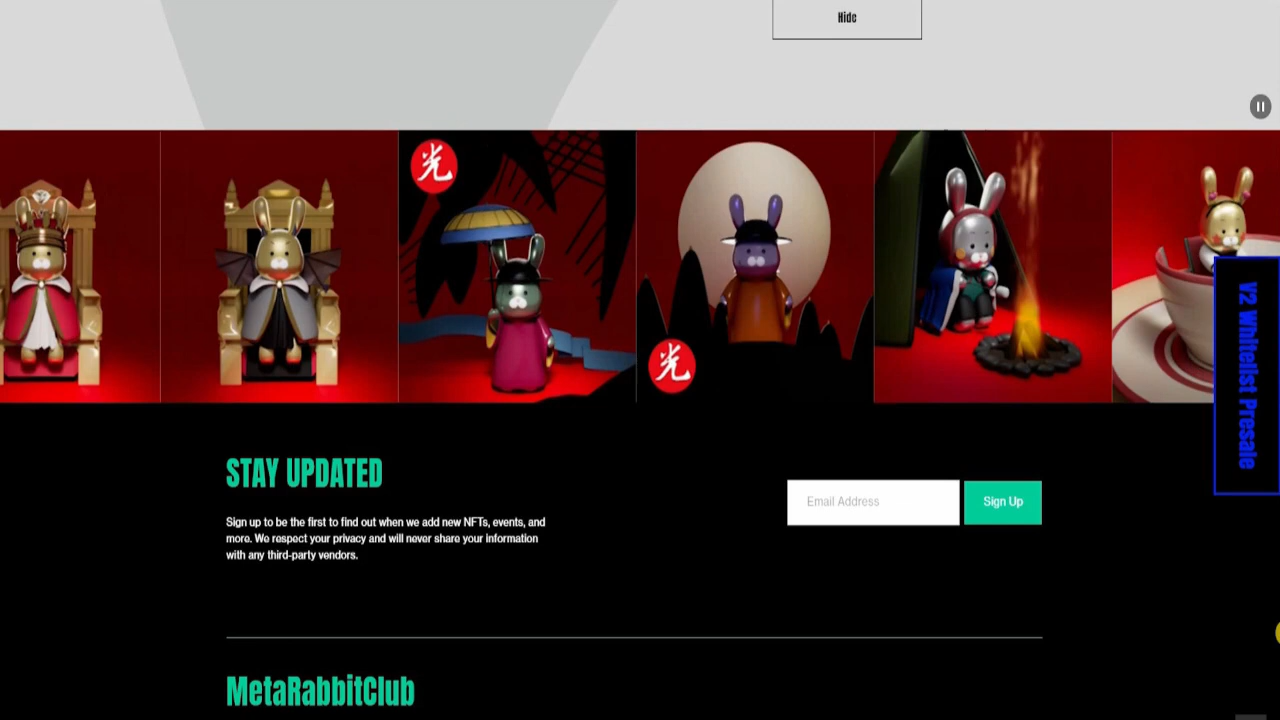 Hide
光
光
V2 Whitelist Presale
STAY UPDATED
Email Address
Sign Up
Sign up to be the first to find out when we add new NFTs, events, and
more. We respect your privacy and will never share your information
with any third-party vendors.
MetaRabbitClub